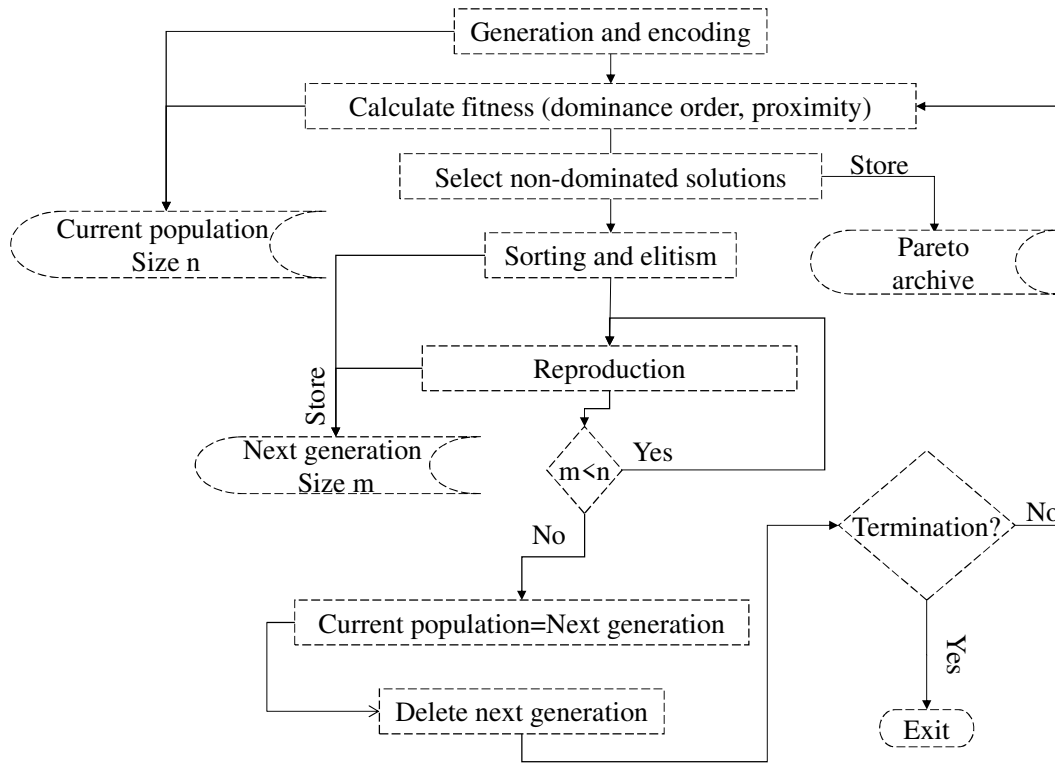 Generation and encoding
Calculate fitness (dominance order, proximity)
Select non-dominated solutions
Store
Current population
Size n
Sorting and elitism
Pareto
archive
Reproduction
Store
Next generation
Size m
m<n
Yes
No
Termination?
No
Current population=Next generation
Yes
Delete next generation
Exit